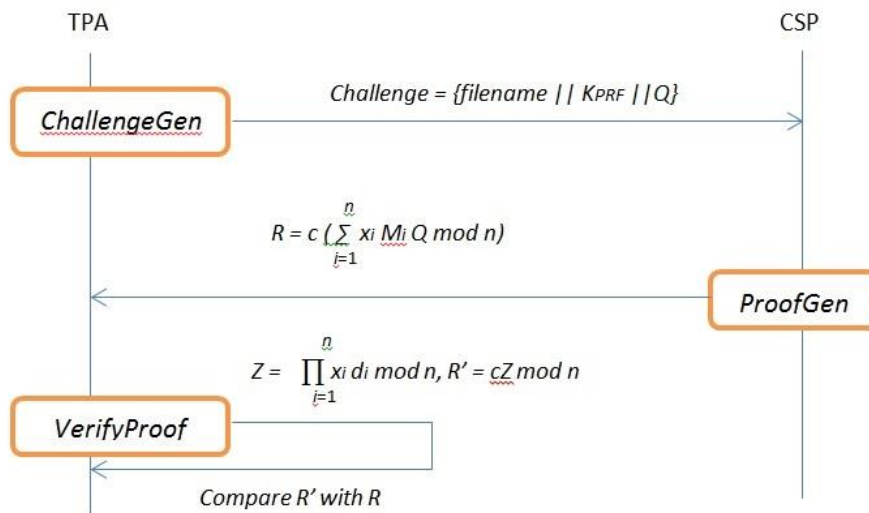 TPA
CSP
ChallengeGen
Challenge = {filename || KPRF ||Q}
R = c ( n ∑ i=1 xi Mi Q mod n)
ProofGen
Z = n ∏ i=1 xi di mod n, R’ = cZ mod n
VerifyProof
Compare R’ with R